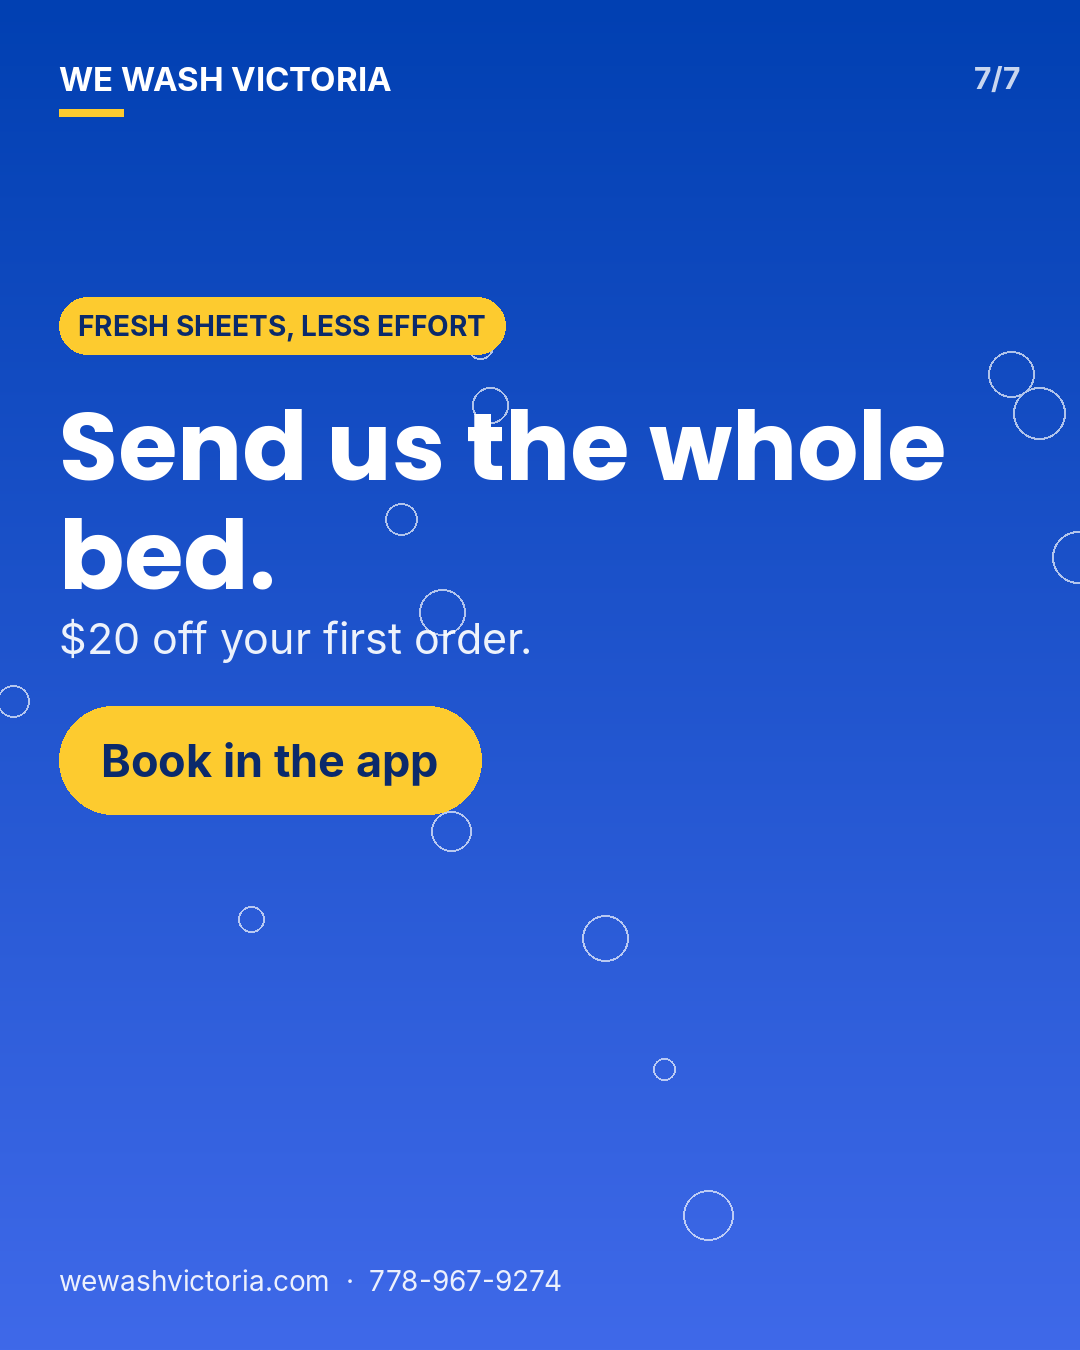 WE WASH VICTORIA
7/7
FRESH SHEETS, LESS EFFORT
Send us the whole
bed.
$20 off your first order.
Book in the app
wewashvictoria.com · 778-967-9274